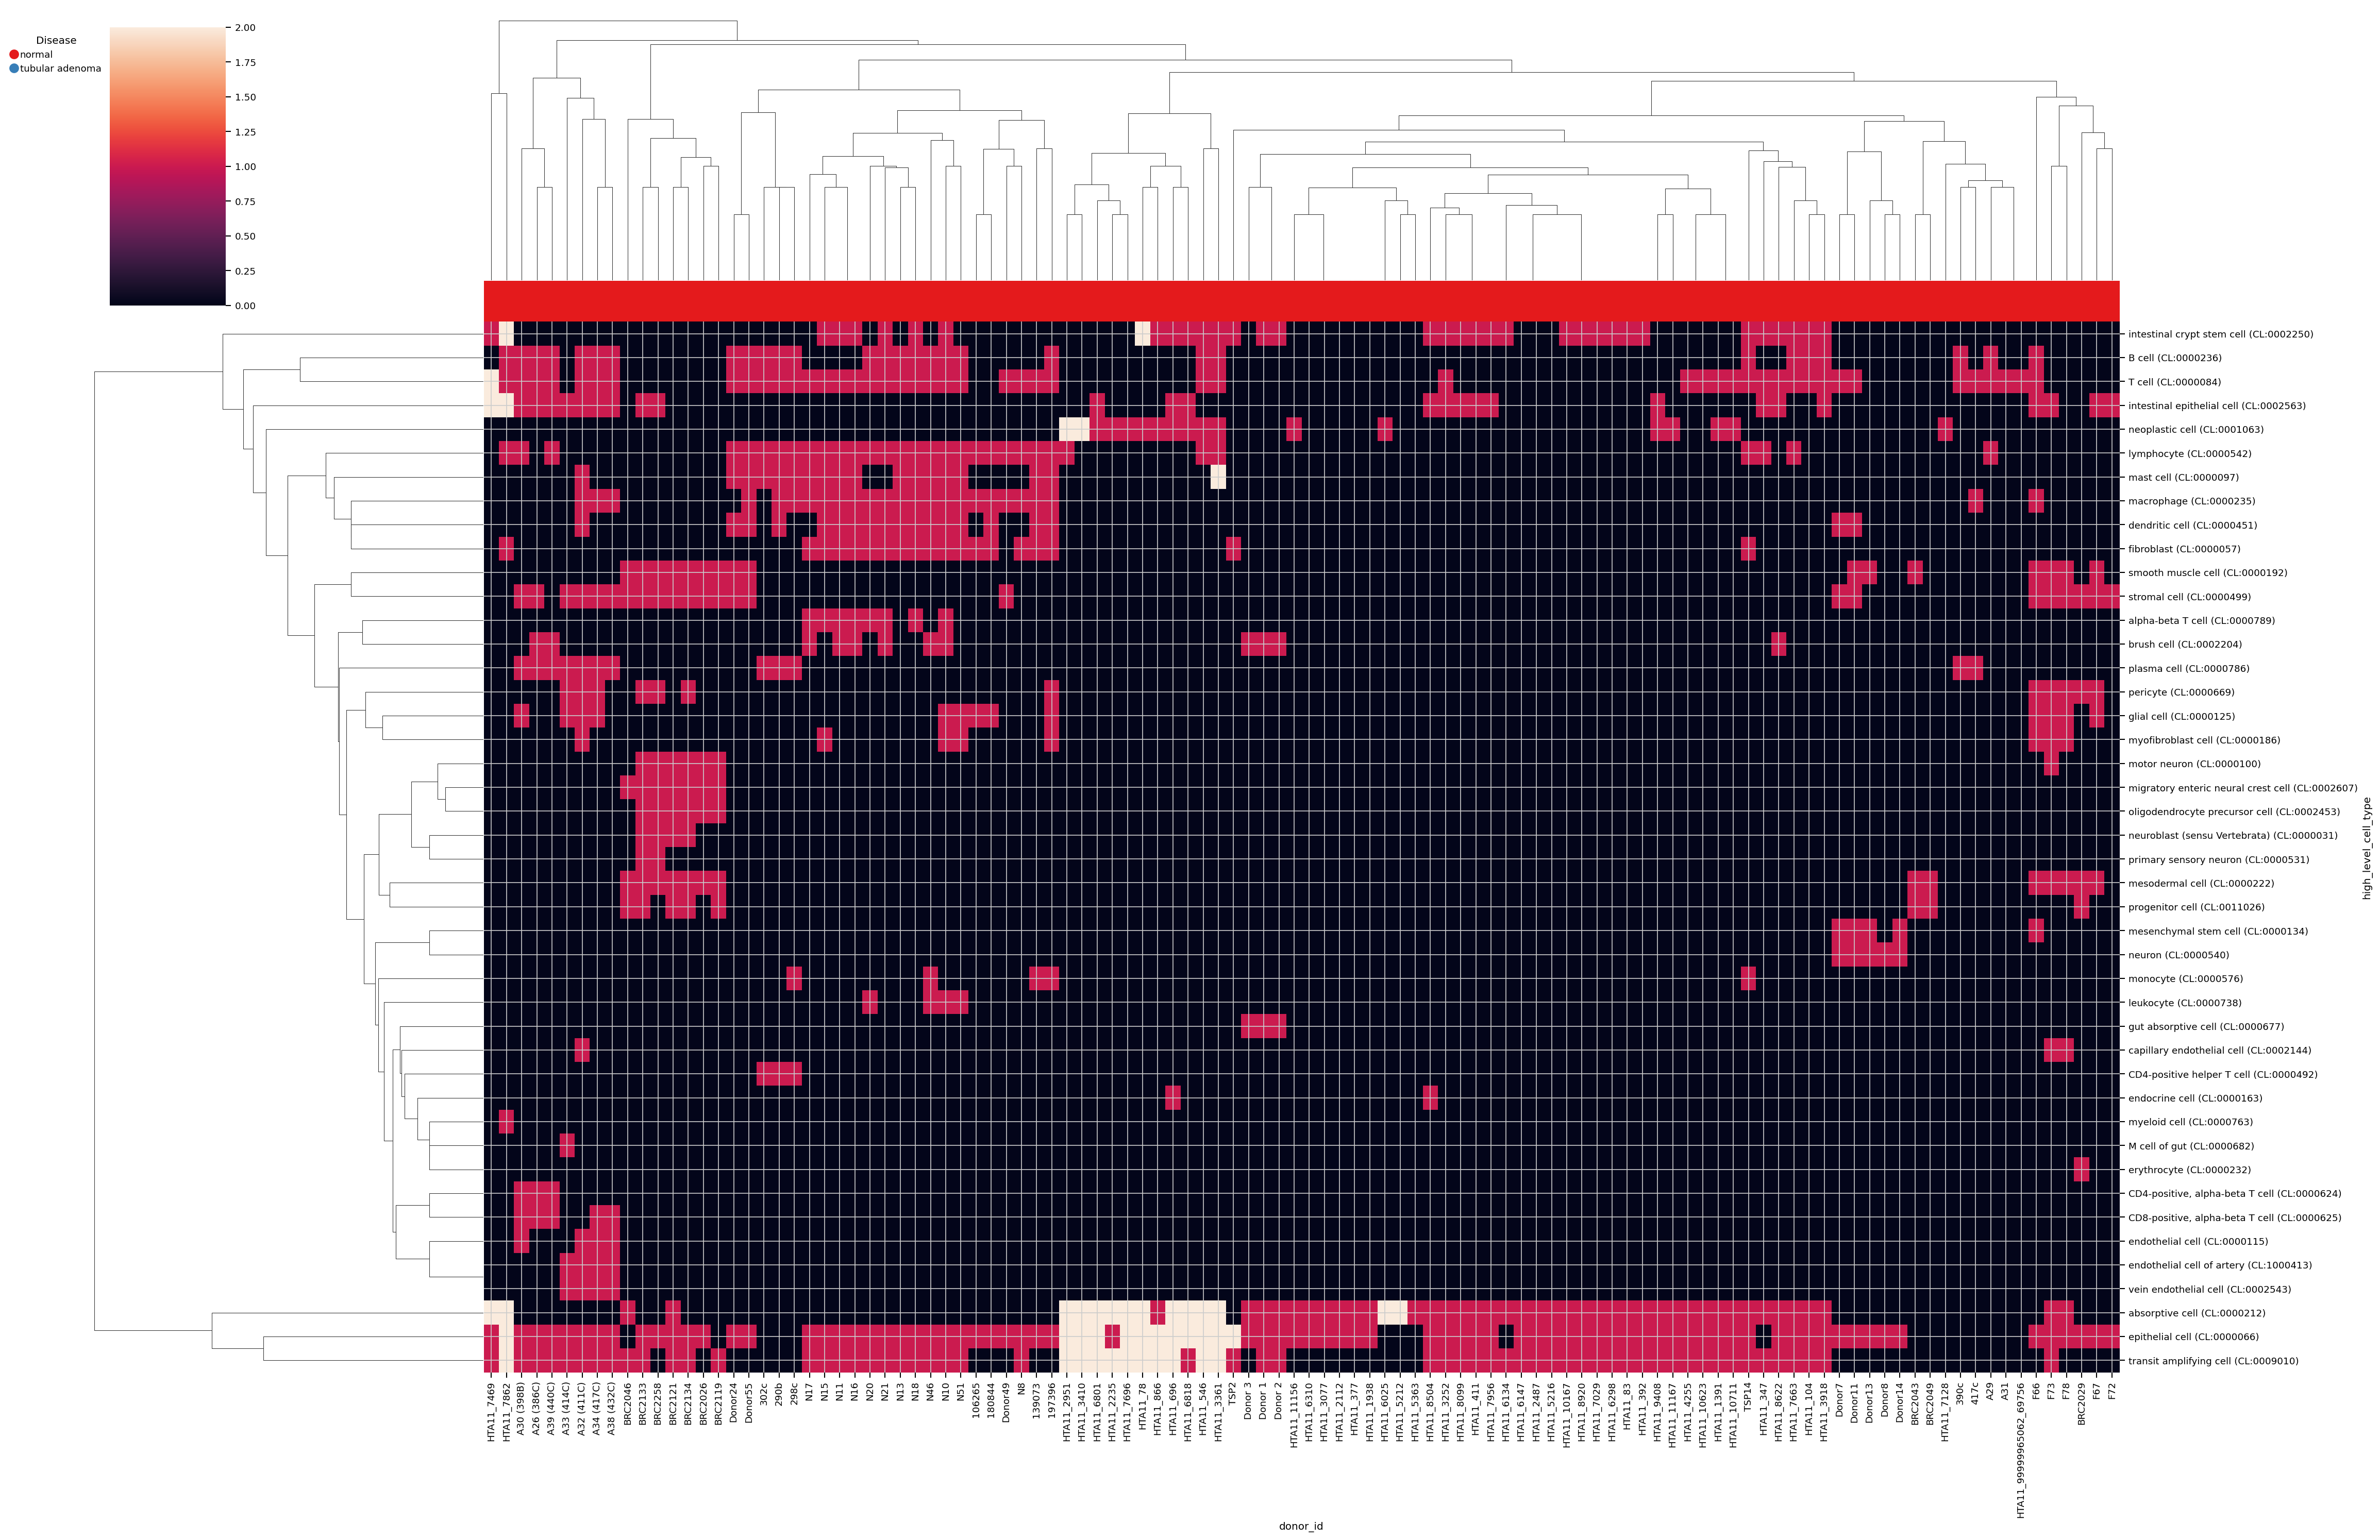 Disease
normal
tubular adenoma
2.00
1.75
1.50
1.25
1.00
0.75
0.50
0.25
0.00
intestinal crypt stem cell (CL:0002250)
B cell (CL:0000236)
T cell (CL:0000084)
intestinal epithelial cell (CL:0002563)
neoplastic cell (CL:0001063)
lymphocyte (CL:0000542)
mast cell (CL:0000097)
macrophage (CL:0000235)
dendritic cell (CL:0000451)
fibroblast (CL:0000057)
smooth muscle cell (CL:0000192)
stromal cell (CL:0000499)
alpha-beta T cell (CL:0000789)
brush cell (CL:0002204)
plasma cell (CL:0000786)
pericyte (CL:0000669)
glial cell (CL:0000125)
myofibroblast cell (CL:0000186)
motor neuron (CL:0000100)
migratory enteric neural crest cell (CL:0002607)
oligodendrocyte precursor cell (CL:0002453)
neuroblast (sensu Vertebrata) (CL:0000031)
primary sensory neuron (CL:0000531)
mesodermal cell (CL:0000222)
progenitor cell (CL:0011026)
mesenchymal stem cell (CL:0000134)
neuron (CL:0000540)
monocyte (CL:0000576)
leukocyte (CL:0000738)
gut absorptive cell (CL:0000677)
capillary endothelial cell (CL:0002144)
CD4-positive helper T cell (CL:0000492)
endocrine cell (CL:0000163)
myeloid cell (CL:0000763)
M cell of gut (CL:0000682)
erythrocyte (CL:0000232)
CD4-positive, alpha-beta T cell (CL:0000624)
CD8-positive, alpha-beta T cell (CL:0000625)
endothelial cell (CL:0000115)
endothelial cell of artery (CL:1000413)
vein endothelial cell (CL:0002543)
absorptive cell (CL:0000212)
epithelial cell (CL:0000066)
transit amplifying cell (CL:0009010)
high_level_cell_type
HTA11_7469
HTA11_7862
A30 (398B)
A26 (386C)
A39 (440C)
A33 (414C)
A32 (411C)
A34 (417C)
A38 (432C)
BRC2046
BRC2133
BRC2258
BRC2121
BRC2134
BRC2026
BRC2119
Donor24
Donor55
302c
290b
298c
N17
N15
N11
N16
N20
N21
N13
N18
N46
N10
N51
106265
180844
Donor49
N8
139073
197396
HTA11_2951
HTA11_3410
HTA11_6801
HTA11_2235
HTA11_7696
HTA11_78
HTA11_866
HTA11_696
HTA11_6818
HTA11_546
HTA11_3361
TSP2
Donor 3
Donor 1
Donor 2
HTA11_11156
HTA11_6310
HTA11_3077
HTA11_2112
HTA11_377
HTA11_1938
HTA11_6025
HTA11_5212
HTA11_5363
HTA11_8504
HTA11_3252
HTA11_8099
HTA11_411
HTA11_7956
HTA11_6134
HTA11_6147
HTA11_2487
HTA11_5216
HTA11_10167
HTA11_8920
HTA11_7029
HTA11_6298
HTA11_83
HTA11_392
HTA11_9408
HTA11_11167
HTA11_4255
HTA11_10623
HTA11_1391
HTA11_10711
TSP14
HTA11_347
HTA11_8622
HTA11_7663
HTA11_104
HTA11_3918
Donor7
Donor11
Donor13
Donor8
Donor14
BRC2043
BRC2049
HTA11_7128
390c
417c
A29
A31
HTA11_99999965062_69756
F66
F73
F78
BRC2029
F67
F72
donor_id